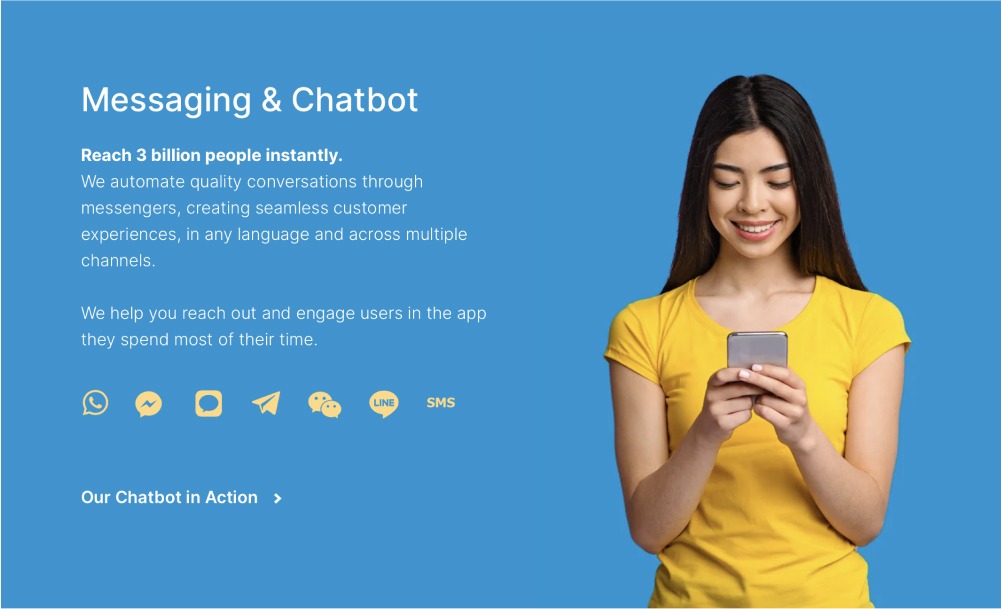 Messaging & Chatbot
Reach 3 billion people instantly.
We automate quality conversations through
messengers, creating seamless customer
experiences, in any language and across multiple
channels.
We help you reach out and engage users in the app
they spend most of their time.
LINE SMS
Our Chatbot in Action